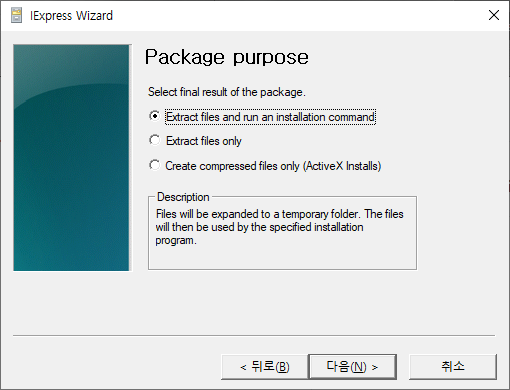 IExpress Wizard
Package purpose
Select final result of the package.
Extract files and run an installation command
Extract files only
Create compressed files only (ActiveX Installs)
Description
Files will be expanded to a temporary folder. The files
will then be used by the specified installation
program.
< 뒤로(B)
다음(N) >
취소